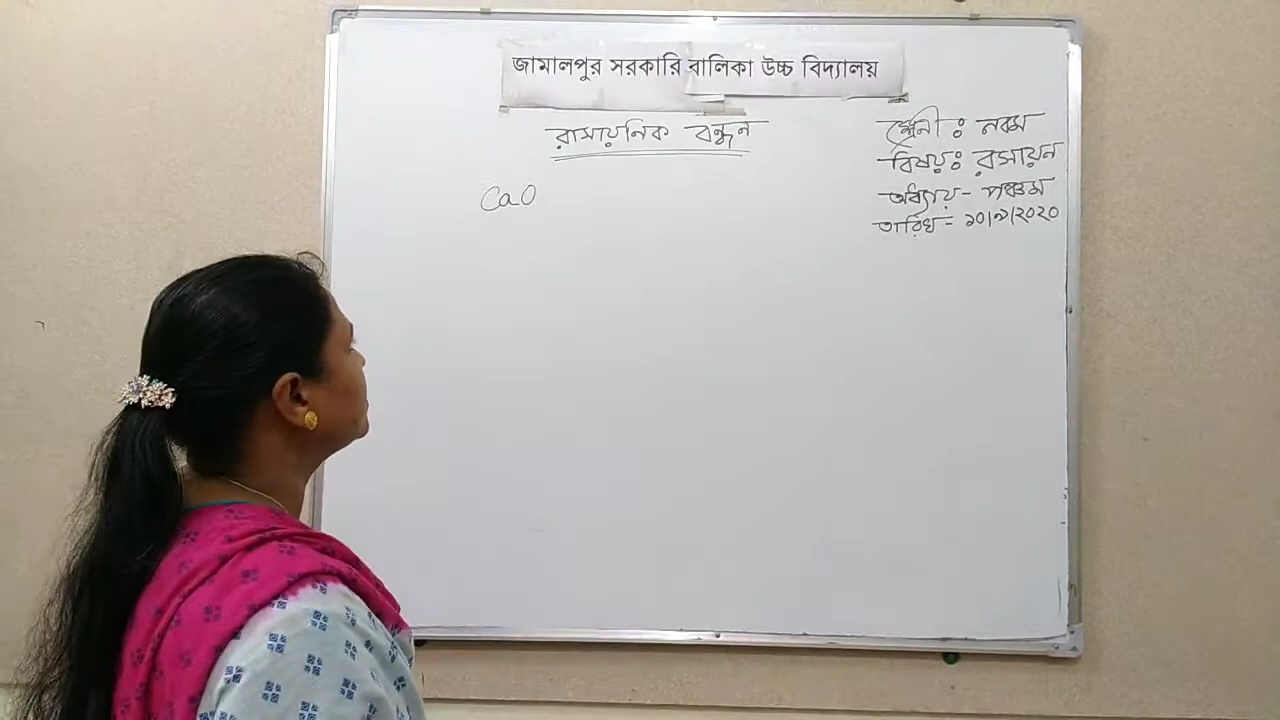 জামালপুর সরকারি বালিকা উচ্চ বিদ্যালয়
রাসায়নিক বন্ধন
CaO
শ্রেনী : নবম
বিষয় : রসায়ন
অধ্যায় - পঞ্চম
তারিখ - ১০/৯/২০২০